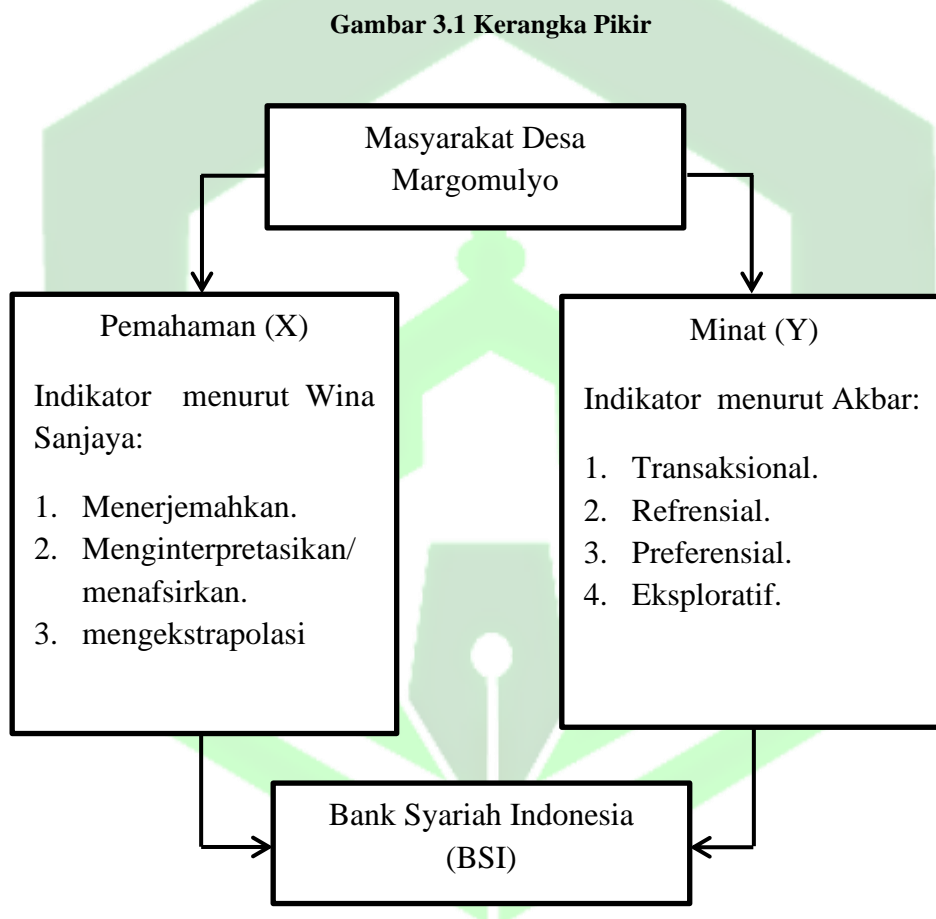 Gambar 3.1 Kerangka Pikir
Masyarakat Desa
Margomulyo
Pemahaman (X)
Indikator menurut Wina
Sanjaya:
1. Menerjemahkan.
2. Menginterpretasikan/
menafsirkan.
3. mengekstrapolasi
Minat (Y)
Indikator menurut Akbar:
1. Transaksional.
2. Refrensial.
3. Preferensial.
4. Eksploratif.
Bank Syariah Indonesia
(BSI)